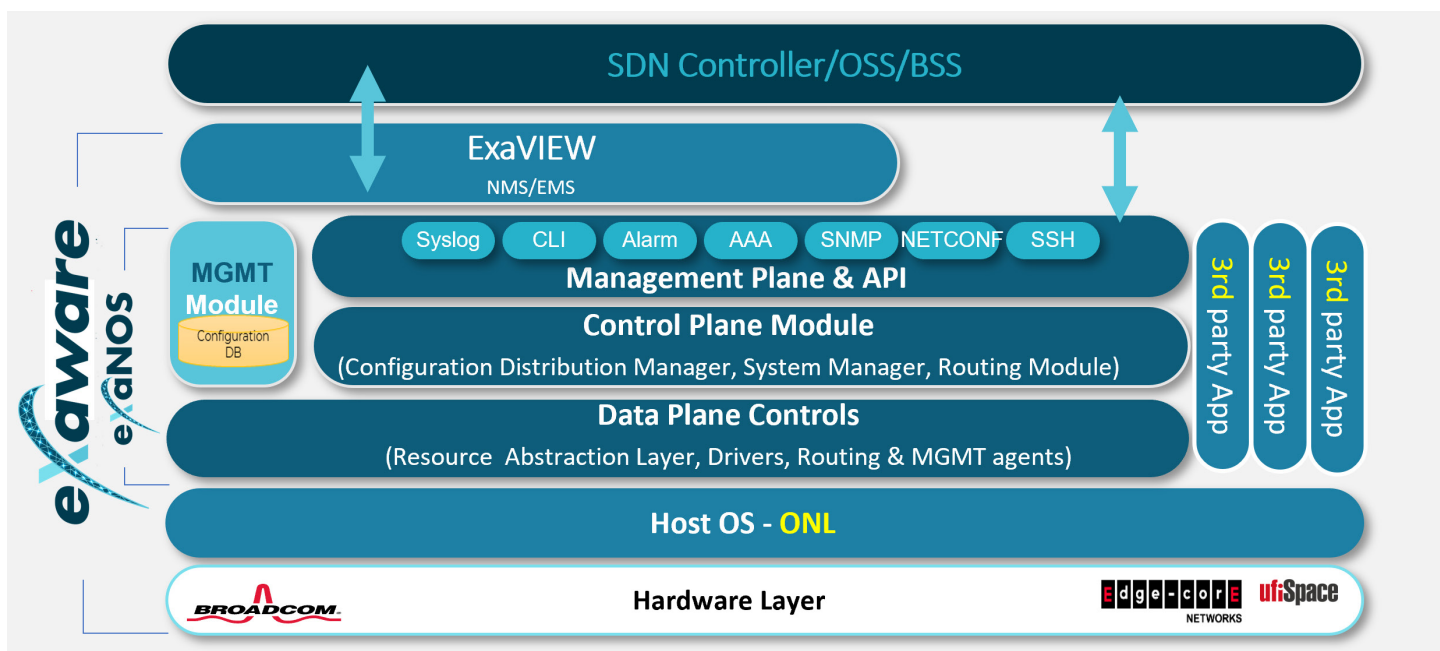 SDN Controller/OSS/BSS
ExaVIEW
NMS/EMS
exaware
exaNOS
MGMT
Module
Configuration
DB
Syslog
CLI
Alarm
AAA
SNMP
NETCONF
SSH
Management Plane & API
Control Plane Module
(Configuration Distribution Manager, System Manager, Routing Module)
Data Plane Controls
(Resource Abstraction Layer, Drivers, Routing & MGMT agents)
3rd party App
3rd party App
3rd party App
Host OS - ONL
BROADCOM.
Hardware Layer
Edge-corE
NETWORKS
ufiSpace